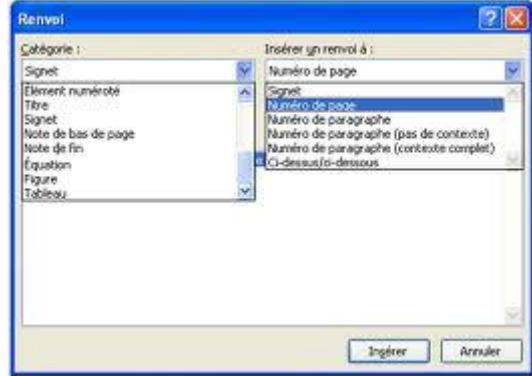 Renvoi
Catégorie :
Insérer un renvoi à :
Signet
Numéro de page
Élément numéroté
Titre
Signet
Note de bas de page
Note de fin
Équation
Figure
Tableau
Signet
Numéro de page
Numéro de paragraphe
Numéro de paragraphe (pas de contexte)
Numéro de paragraphe (contexte complet)
Ci-dessus/ci-dessous
Insérer
Annuler